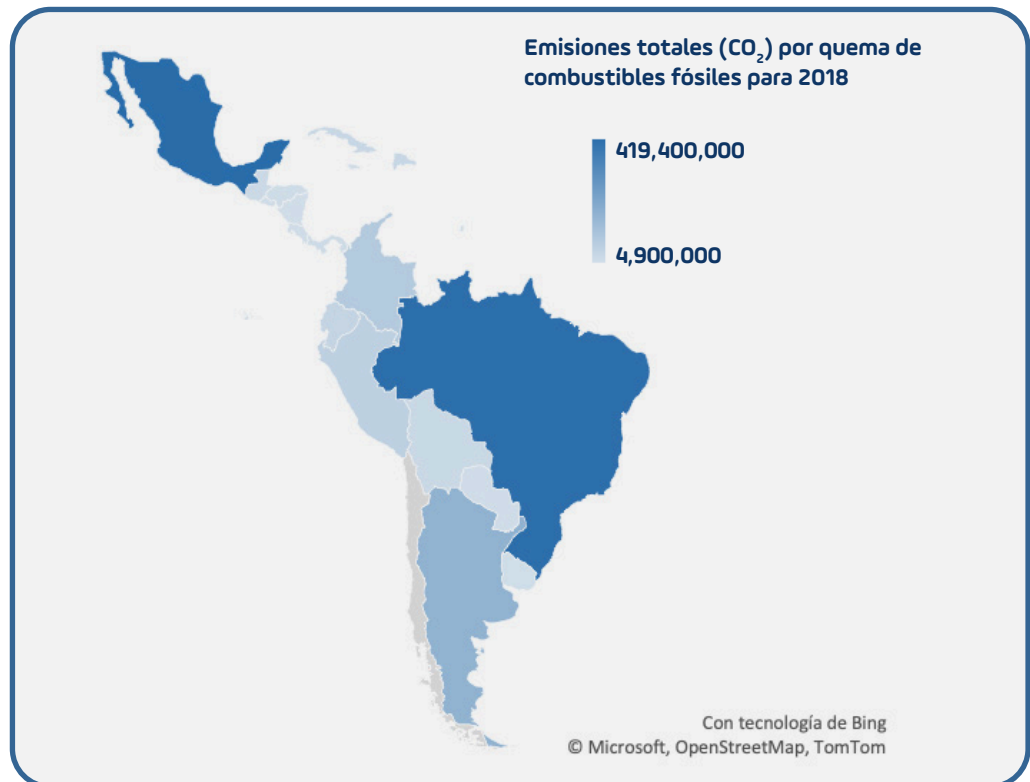 Emisiones totales (CO₂) por quema de
combustibles fósiles para 2018
419,400,000
4,900,000
Con tecnología de Bing
© Microsoft, OpenStreetMap, TomTom